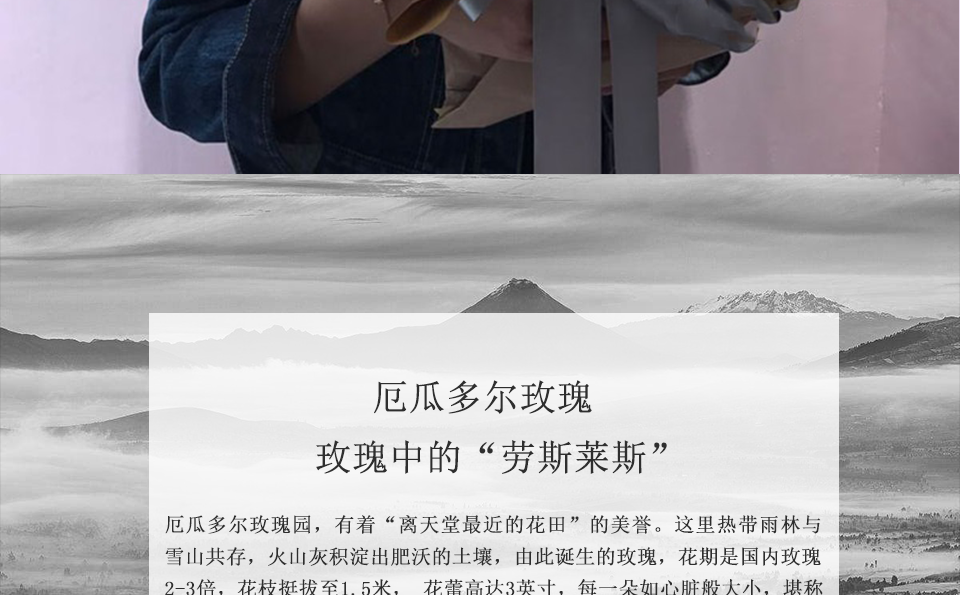 厄瓜多尔玫瑰
玫瑰中的“劳斯莱斯”
厄瓜多尔玫瑰园，有着“离天堂最近的花田”的美誉。这里热带雨林与
雪山共存，火山灰积淀出肥沃的土壤，由此诞生的玫瑰，花期是国内玫瑰
2-3倍，花枝挺拔至1.5米， 花蕾高达3英寸，每一朵如心脏般大小，堪称